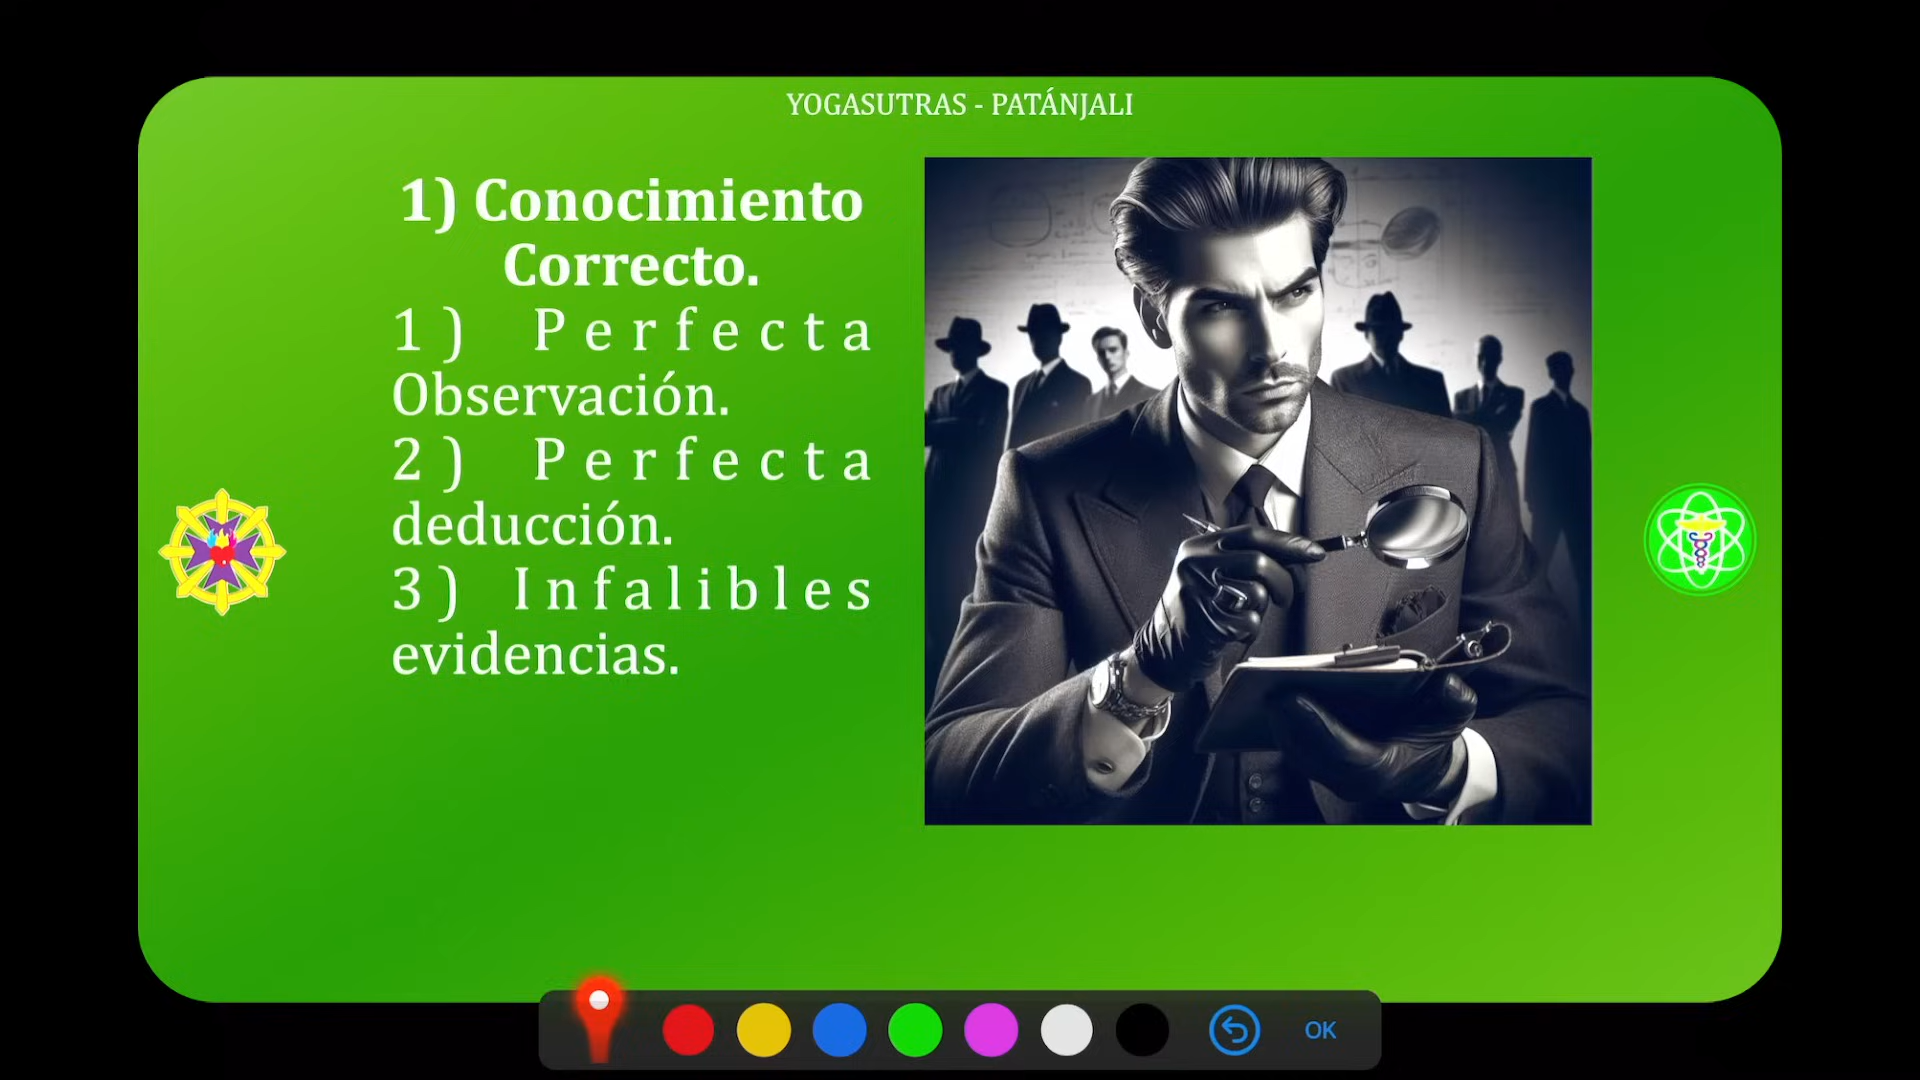 YOGASUTRAS - PATÁNJALI
1) Conocimiento
Correcto.
1) Perfecta
Observación.
2) Perfecta
deducción.
3) Infalibles
evidencias.
OK